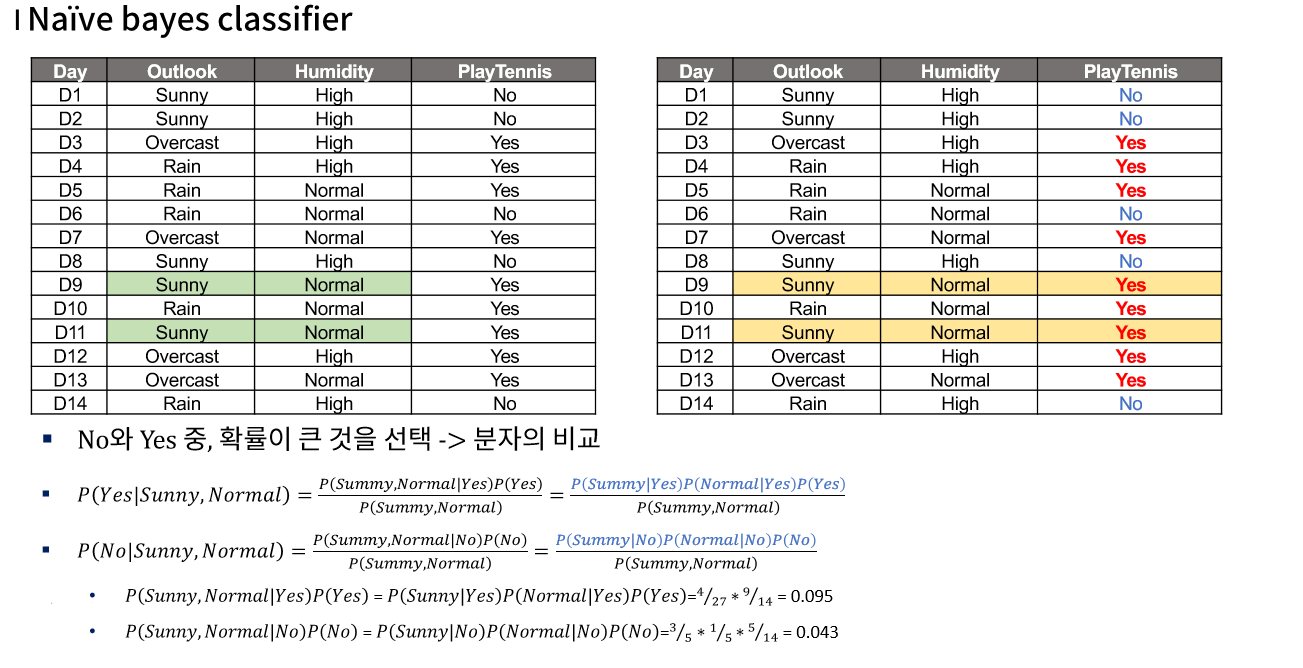 Naïve bayes classifier
Day Outlook Humidity PlayTennis
D1 Sunny High No
D2 Sunny High No
D3 Overcast High Yes
D4 Rain High Yes
D5 Rain Normal Yes
D6 Rain Normal No
D7 Overcast Normal Yes
D8 Sunny High No
D9 Sunny Normal Yes
D10 Rain Normal Yes
D11 Sunny Normal Yes
D12 Overcast High Yes
D13 Overcast Normal Yes
D14 Rain High No
Day Outlook Humidity PlayTennis
D1 Sunny High No
D2 Sunny High No
D3 Overcast High Yes
D4 Rain High Yes
D5 Rain Normal Yes
D6 Rain Normal No
D7 Overcast Normal Yes
D8 Sunny High No
D9 Sunny Normal Yes
D10 Rain Normal Yes
D11 Sunny Normal Yes
D12 Overcast High Yes
D13 Overcast Normal Yes
D14 Rain High No
▪ No와 Yes 중, 확률이 큰 것을 선택 -> 분자의 비교
▪ P(Yes|Sunny, Normal) = P(Summy,Normal|Yes)P(Yes) / P(Summy,Normal) = P(Summy|Yes)P(Normal|Yes)P(Yes) / P(Summy,Normal)
▪ P(No|Sunny, Normal) = P(Summy,Normal|No)P(No) / P(Summy,Normal) = P(Summy|No)P(Normal|No)P(No) / P(Summy,Normal)
• P(Sunny, Normal|Yes)P(Yes) = P(Sunny|Yes)P(Normal|Yes)P(Yes)=4/27 * 9/14 = 0.095
• P(Sunny, Normal|No)P(No) = P(Sunny|No)P(Normal|No)P(No)=3/5 * 1/5 * 5/14 = 0.043